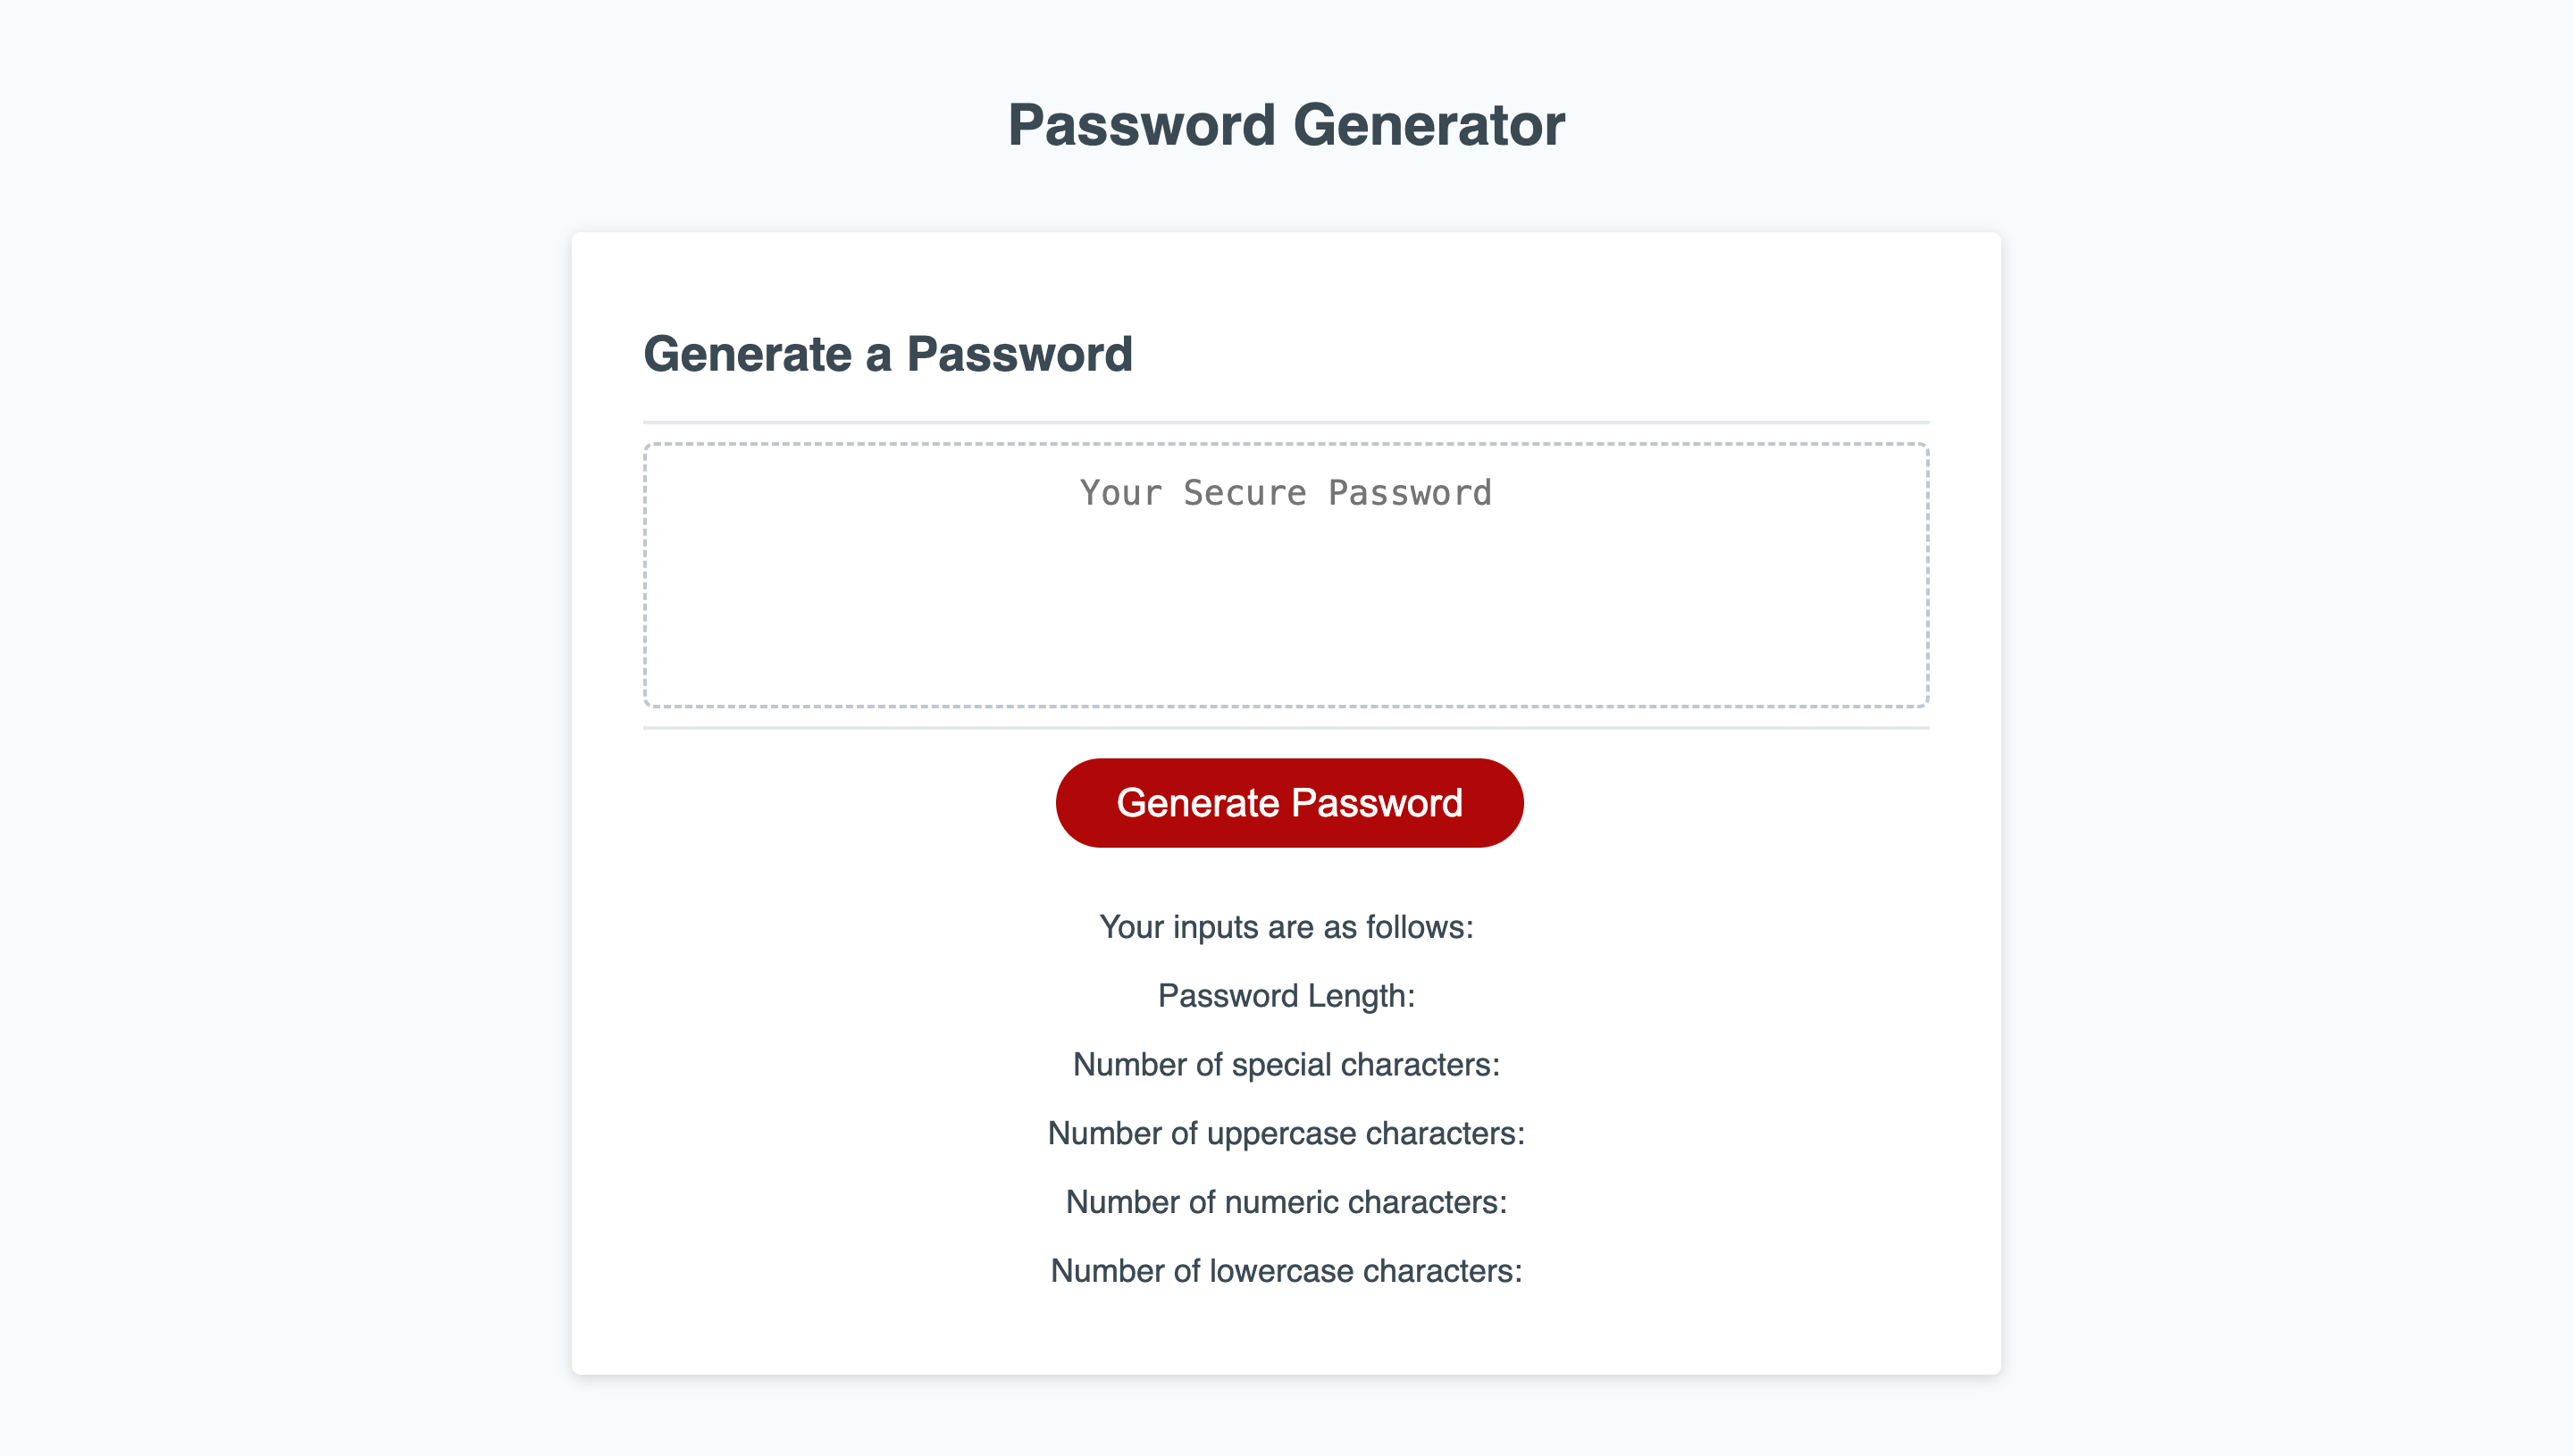 Password Generator
Generate a Password
Your Secure Password
Generate Password
Your inputs are as follows:
Password Length:
Number of special characters:
Number of uppercase characters:
Number of numeric characters:
Number of lowercase characters: